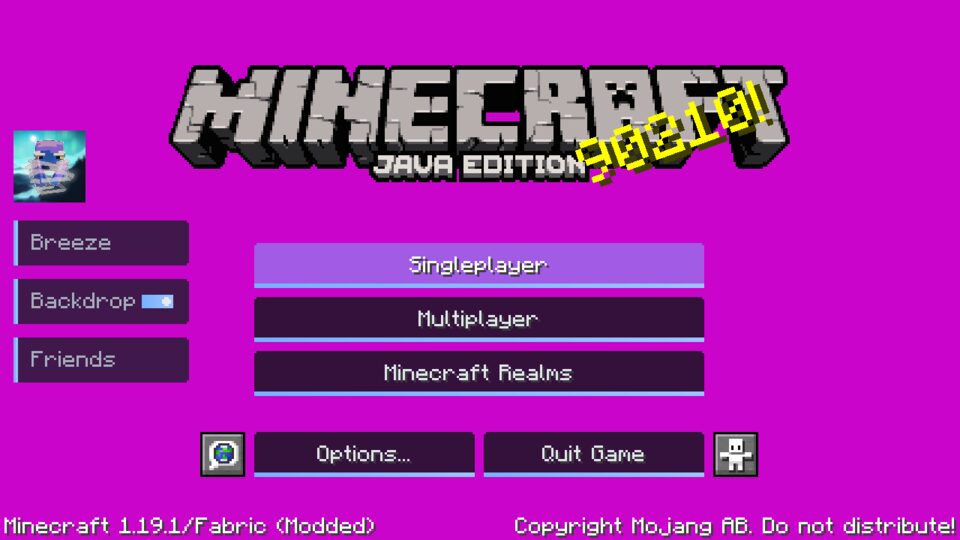 MINECRAFT
JAVA EDITION
90210!
Breeze
Backdrop
Friends
Singleplayer
Multiplayer
Minecraft Realms
Options...
Quit Game
Minecraft 1.19.1/Fabric (Modded)
Copyright Mojang AB. Do not distribute!